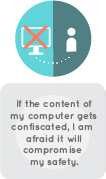 If the content of
my computer gets
confiscated, I am
afraid it will
compromise
my safety.